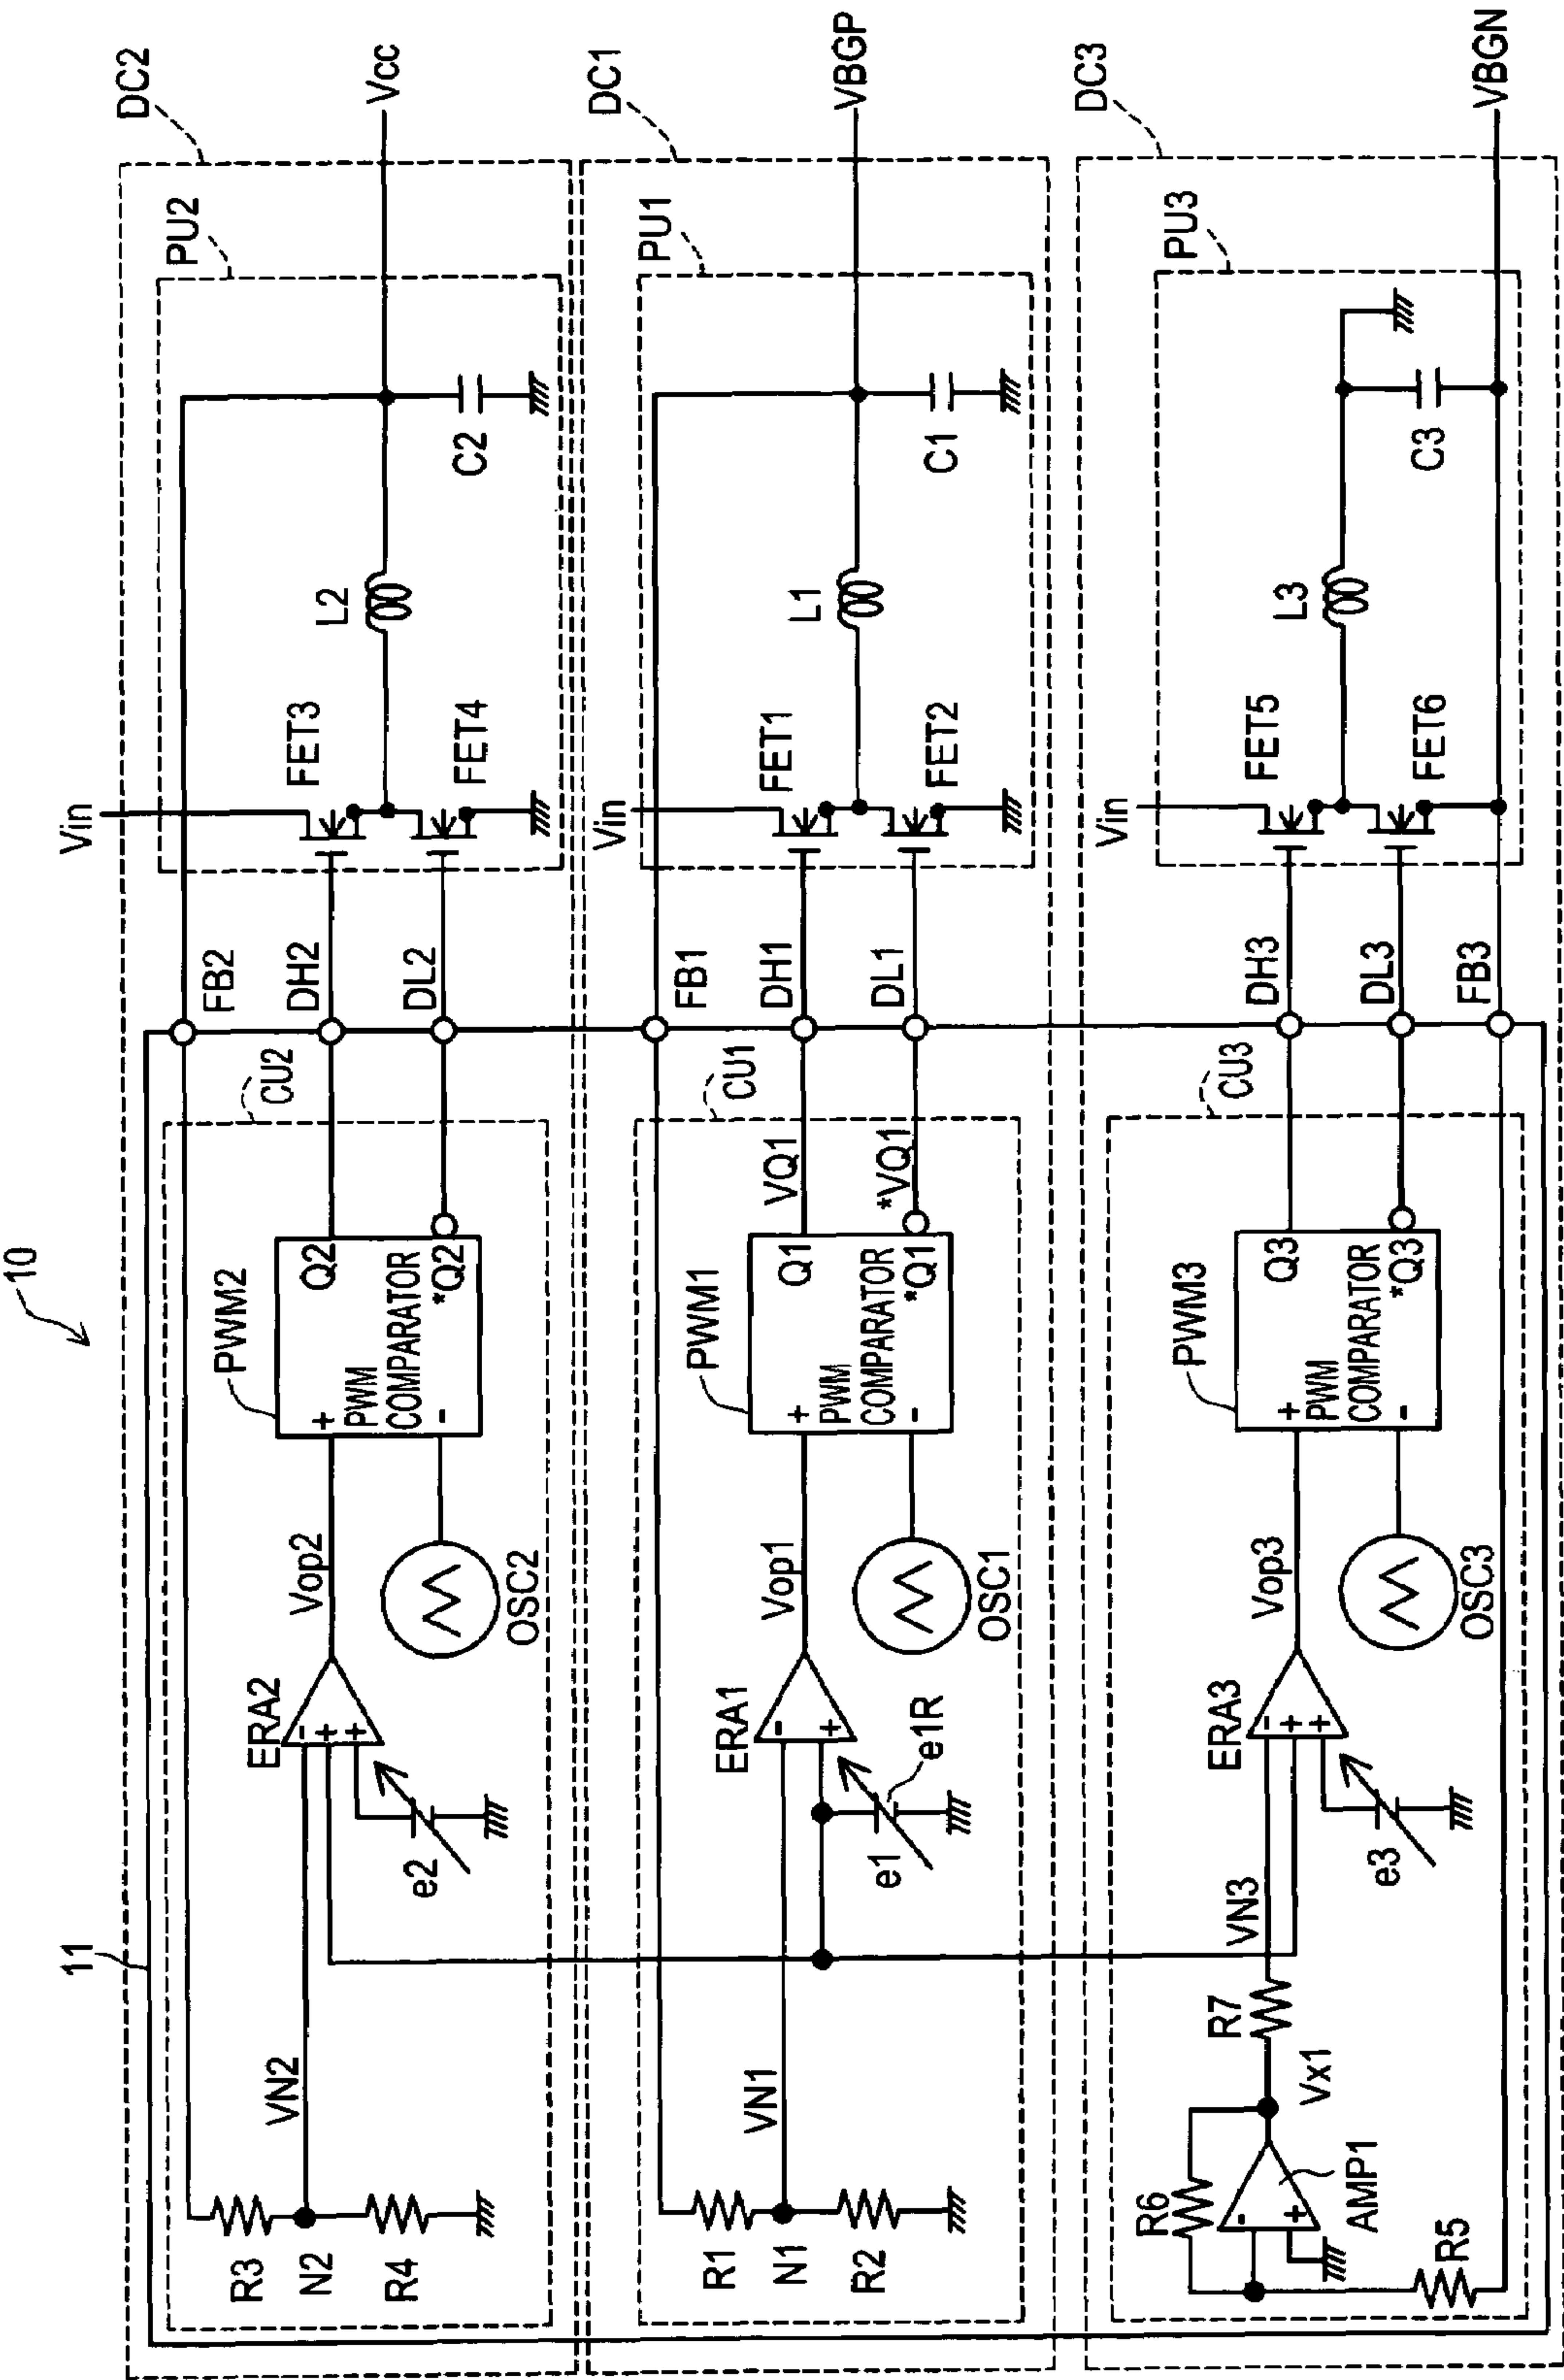 10
11
DC2
PU2
Vin
Vcc
FB2
FET3
L2
C2
DH2
FET4
DL2
CU2
PWM2
Q2
*Q2
+
PWM
COMPARATOR
-
Vop2
OSC2
ERA2
-
+
+
e2
VN2
R3
N2
R4
DC1
PU1
Vin
VBGP
FB1
FET1
L1
C1
DH1
FET2
DL1
CU1
VQ1
*VQ1
PWM1
Q1
*Q1
+
PWM
COMPARATOR
-
Vop1
OSC1
ERA1
-
+
e1R
e1
VN1
R1
N1
R2
DC3
PU3
Vin
VBGN
FET5
L3
C3
DH3
FET6
DL3
FB3
CU3
PWM3
Q3
*Q3
+
PWM
COMPARATOR
-
Vop3
OSC3
ERA3
-
+
+
e3
VN3
R7
Vx1
R6
-
+
AMP1
R5